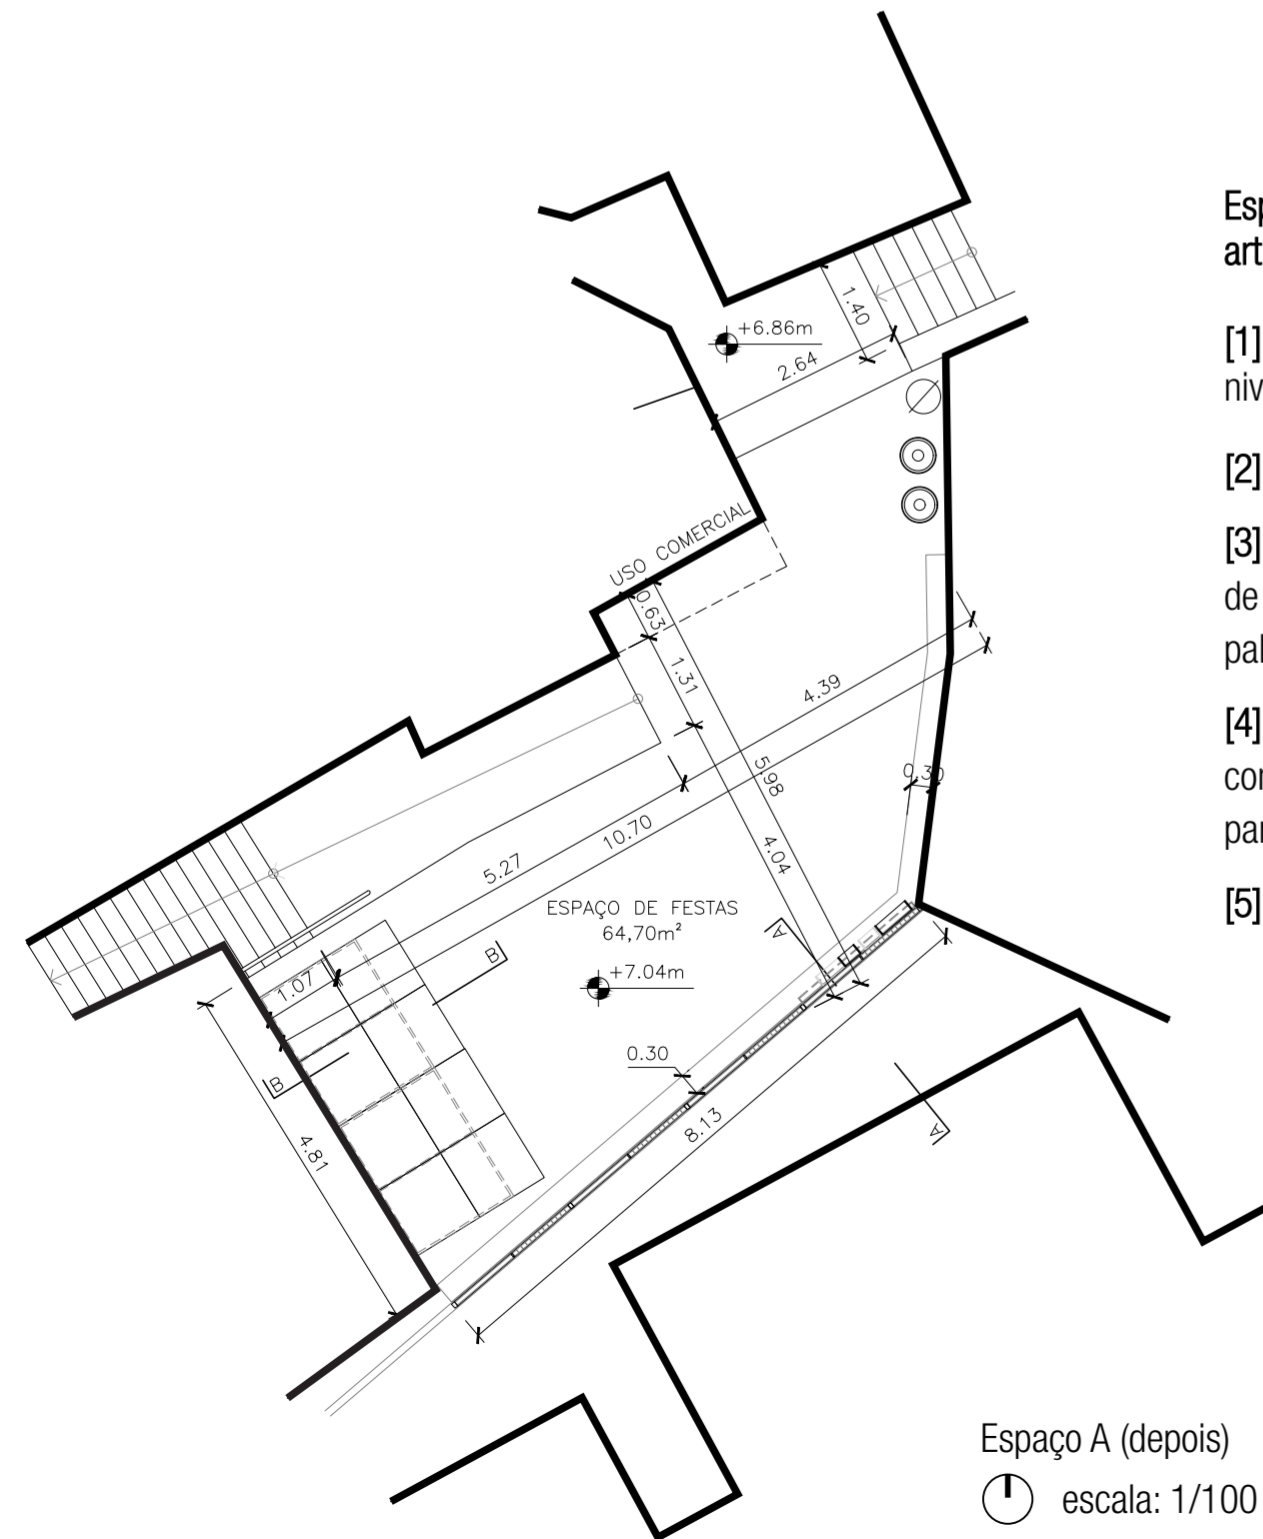 Esp
art
[1]
niv
[2]
[3]
de
pal
[4]
cor
par
[5]
+6.86m
1.40
2.64
USO COMERCIAL
0.63
1.31
4.39
5.98
0.30
10.70
5.27
4.04
ESPAÇO DE FESTAS
64,70m²
A
B
+7.04m
1.07
B
0.30
8.13
A
4.81
Espaço A (depois)
escala: 1/100